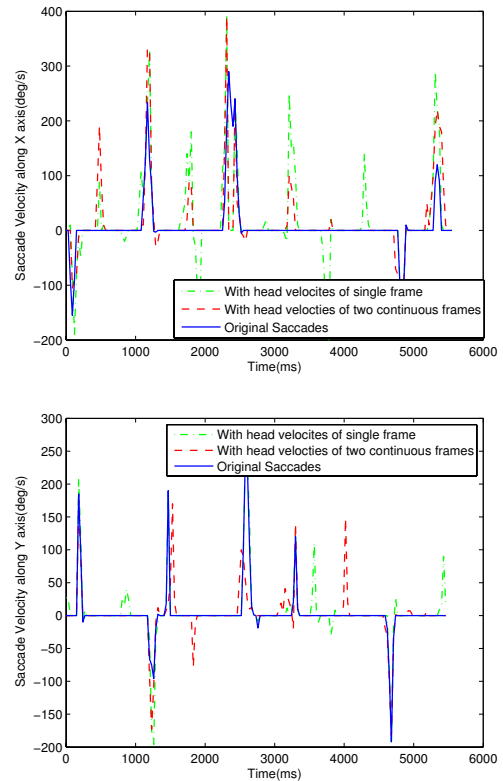 400
300
200
100
0
−100
−200
Saccade Velocity along X axis(deg/s)
With head velocites of single frame
With head velocties of two continuous frames
Original Saccades
0 1000 2000 3000 4000 5000 6000
Time(ms)
300
250
200
150
100
50
0
−50
−100
−150
−200
Saccade Velocity along Y axis(deg/s)
With head velocites of single frame
With head velocties of two continuous frames
Original Saccades
0 1000 2000 3000 4000 5000 6000
Time(ms)